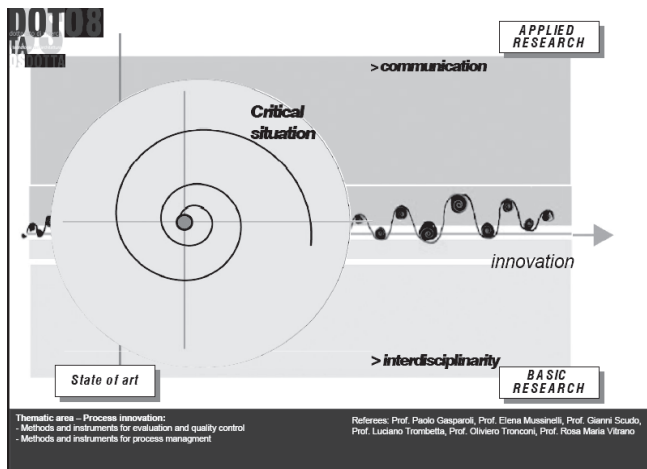 DOT08
TA
OSDOTTA
APPLIED
RESEARCH
> communication
Critical
situation
innovation
> interdisciplinarity
State of art
BASIC
RESEARCH
Thematic area – Process innovation:
- Methods and instruments for evaluation and quality control
- Methods and instruments for process managment
Referees: Prof. Paolo Gasparoli, Prof. Elena Mussinelli, Prof. Gianni Scudo,
Prof. Luciano Trombetta, Prof. Oliviero Tronconi, Prof. Rosa Maria Vitrano